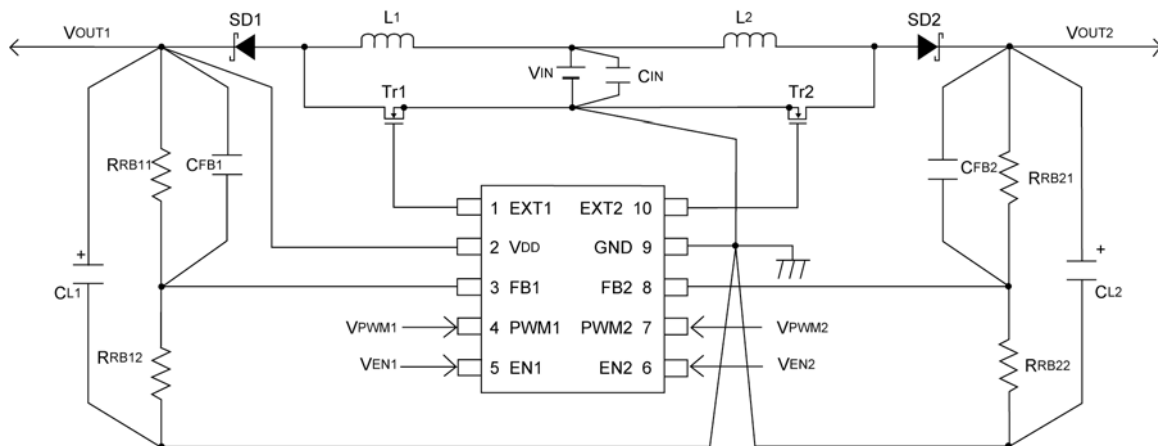 VOUT1
SD1
L1
L2
SD2
VOUT2
VIN
CIN
Tr1
Tr2
RRB11
CFB1
CFB2
RRB21
1 EXT1 EXT2 10
2 VDD GND 9
3 FB1 FB2 8
4 PWM1 PWM2 7
5 EN1 EN2 6
+
CL1
+
CL2
VPWM1
VPWM2
VEN1
VEN2
RRB12
RRB22